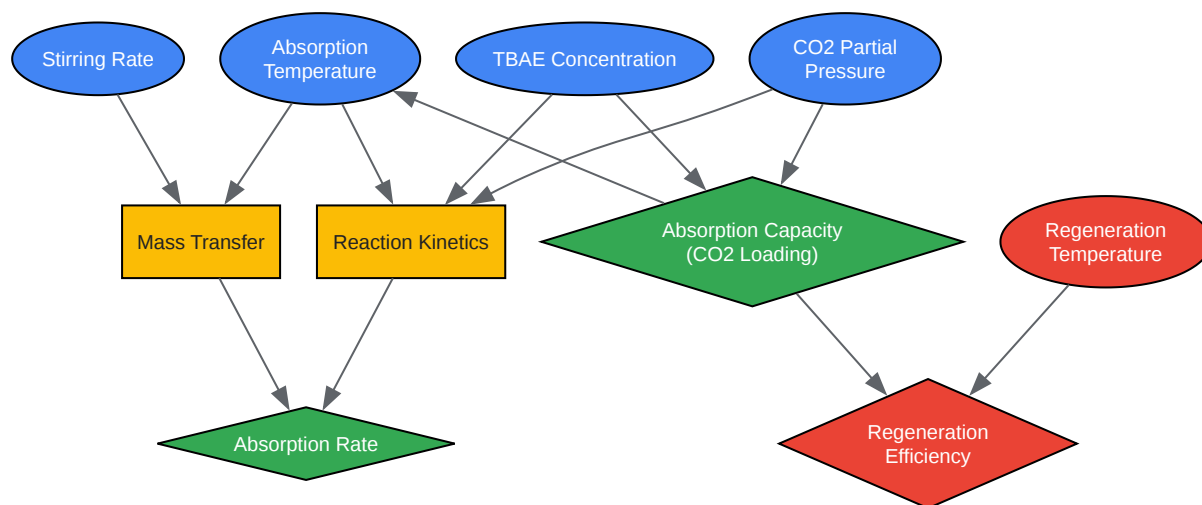 Stirring Rate
Absorption
Temperature
TBAE Concentration
CO2 Partial
Pressure
Mass Transfer
Reaction Kinetics
Absorption Capacity
(CO2 Loading)
Regeneration
Temperature
Absorption Rate
Regeneration
Efficiency